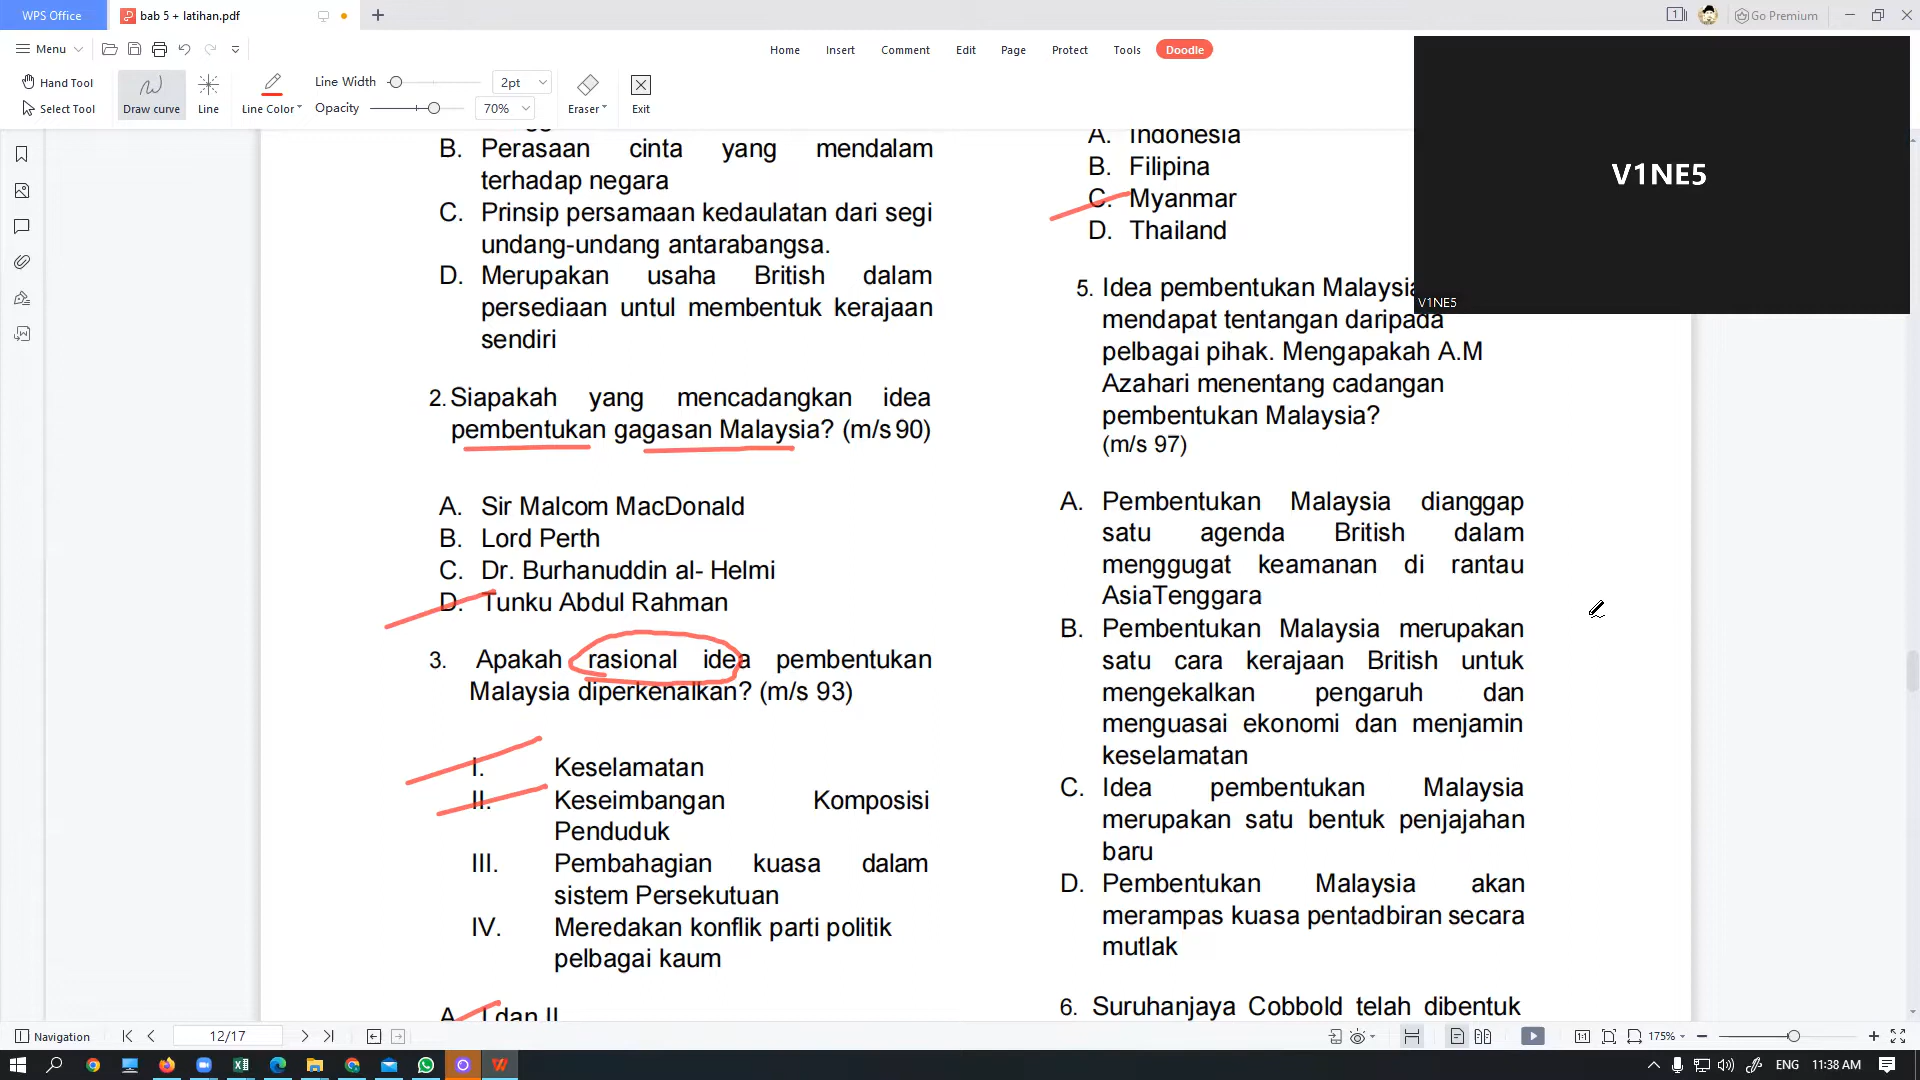 WPS Office
bab 5 + latihan.pdf
1
Go Premium
Menu
Home
Insert
Comment
Edit
Page
Protect
Tools
Doodle
Hand Tool
Select Tool
Draw curve
Line
Line Color
Line Width
2pt
Opacity
70%
Eraser
Exit
B. Perasaan cinta yang mendalam
terhadap negara
C. Prinsip persamaan kedaulatan dari segi
undang-undang antarabangsa.
D. Merupakan usaha British dalam
persediaan untul membentuk kerajaan
sendiri
2. Siapakah yang mencadangkan idea
pembentukan gagasan Malaysia? (m/s 90)
A. Sir Malcom MacDonald
B. Lord Perth
C. Dr. Burhanuddin al- Helmi
D. Tunku Abdul Rahman
3. Apakah rasional idea pembentukan
Malaysia diperkenalkan? (m/s 93)
I. Keselamatan
II. Keseimbangan Komposisi
Penduduk
III. Pembahagian kuasa dalam
sistem Persekutuan
IV. Meredakan konflik parti politik
pelbagai kaum
A. I dan II
A. Indonesia
B. Filipina
C. Myanmar
D. Thailand
5. Idea pembentukan Malaysia
mendapat tentangan daripada
pelbagai pihak. Mengapakah A.M
Azahari menentang cadangan
pembentukan Malaysia?
(m/s 97)
A. Pembentukan Malaysia dianggap
satu agenda British dalam
menggugat keamanan di rantau
AsiaTenggara
B. Pembentukan Malaysia merupakan
satu cara kerajaan British untuk
mengekalkan pengaruh dan
menguasai ekonomi dan menjamin
keselamatan
C. Idea pembentukan Malaysia
merupakan satu bentuk penjajahan
baru
D. Pembentukan Malaysia akan
merampas kuasa pentadbiran secara
mutlak
6. Suruhanjaya Cobbold telah dibentuk
V1NE5
V1NE5
Navigation
12/17
175%
ENG
11:38 AM